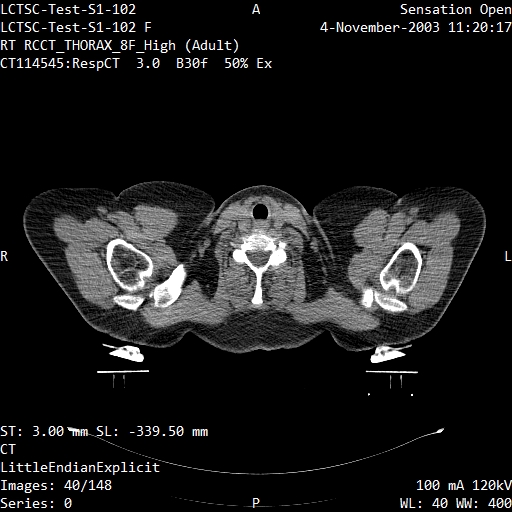 LCTSC-Test-S1-102 A Sensation Open
LCTSC-Test-S1-102 F 4-November-2003 11:20:17
RT RCCT_THORAX_8F_High (Adult)
CT114545:RespCT 3.0 B30f 50% Ex
R L
ST: 3.00 mm SL: -339.50 mm
CT
LittleEndianExplicit
Images: 40/148 100 mA 120kV
Series: 0 P WL: 40 WW: 400